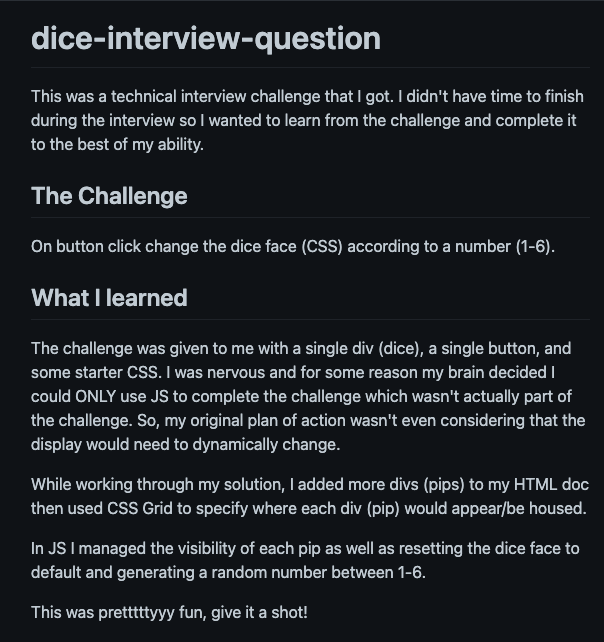 dice-interview-question
This was a technical interview challenge that I got. I didn't have time to finish
during the interview so I wanted to learn from the challenge and complete it
to the best of my ability.
The Challenge
On button click change the dice face (CSS) according to a number (1-6).
What I learned
The challenge was given to me with a single div (dice), a single button, and
some starter CSS. I was nervous and for some reason my brain decided I
could ONLY use JS to complete the challenge which wasn't actually part of
the challenge. So, my original plan of action wasn't even considering that the
display would need to dynamically change.
While working through my solution, I added more divs (pips) to my HTML doc
then used CSS Grid to specify where each div (pip) would appear/be housed.
In JS I managed the visibility of each pip as well as resetting the dice face to
default and generating a random number between 1-6.
This was pretttttyyy fun, give it a shot!